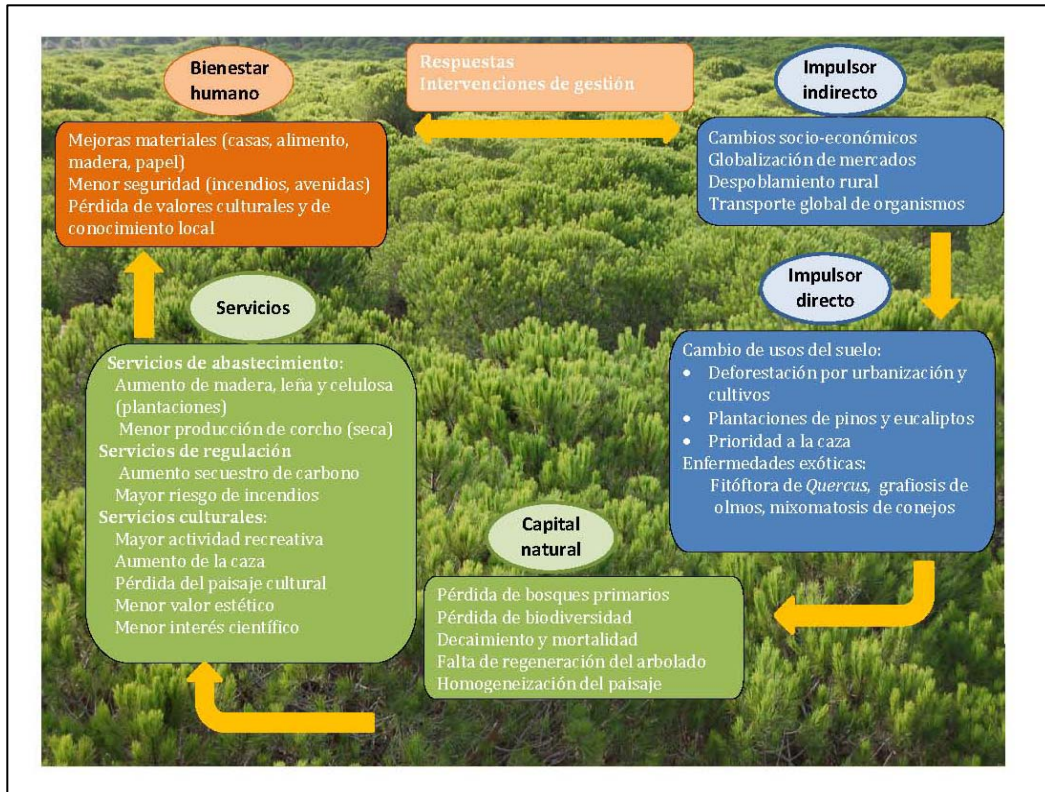 Bienestar
humano
Mejoras materiales (casas, alimento,
madera, papel)
Menor seguridad (incendios, avenidas)
Pérdida de valores culturales y de
conocimiento local
Respuestas
Intervenciones de gestión
Impulsor
indirecto
Cambios socio-económicos
Globalización de mercados
Despoblamiento rural
Transporte global de organismos
Impulsor
directo
Cambio de usos del suelo:
• Deforestación por urbanización y
cultivos
• Plantaciones de pinos y eucaliptos
• Prioridad a la caza
Enfermedades exóticas:
Fitóftora de Quercus, grafiosis de
olmos, mixomatosis de conejos
Capital
natural
Pérdida de bosques primarios
Pérdida de biodiversidad
Decaimiento y mortalidad
Falta de regeneración del arbolado
Homogeneización del paisaje
Servicios
Servicios de abastecimiento:
Aumento de madera, leña y celulosa
(plantaciones)
Menor producción de corcho (seca)
Servicios de regulación
Aumento secuestro de carbono
Mayor riesgo de incendios
Servicios culturales:
Mayor actividad recreativa
Aumento de la caza
Pérdida del paisaje cultural
Menor valor estético
Menor interés científico